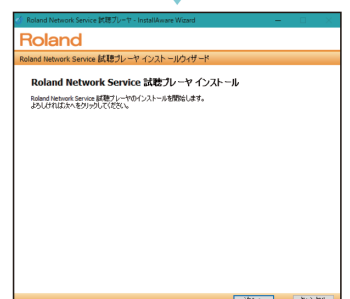 Roland Network Service 試聴プレーヤ - InstallAware Wizard
Roland
Roland Network Service 試聴プレーヤ インストールウィザード
Roland Network Service 試聴プレーヤ インストール
Roland Network Service 試聴プレーヤのインストールを開始します。
よろしければ次へをクリックしてください。